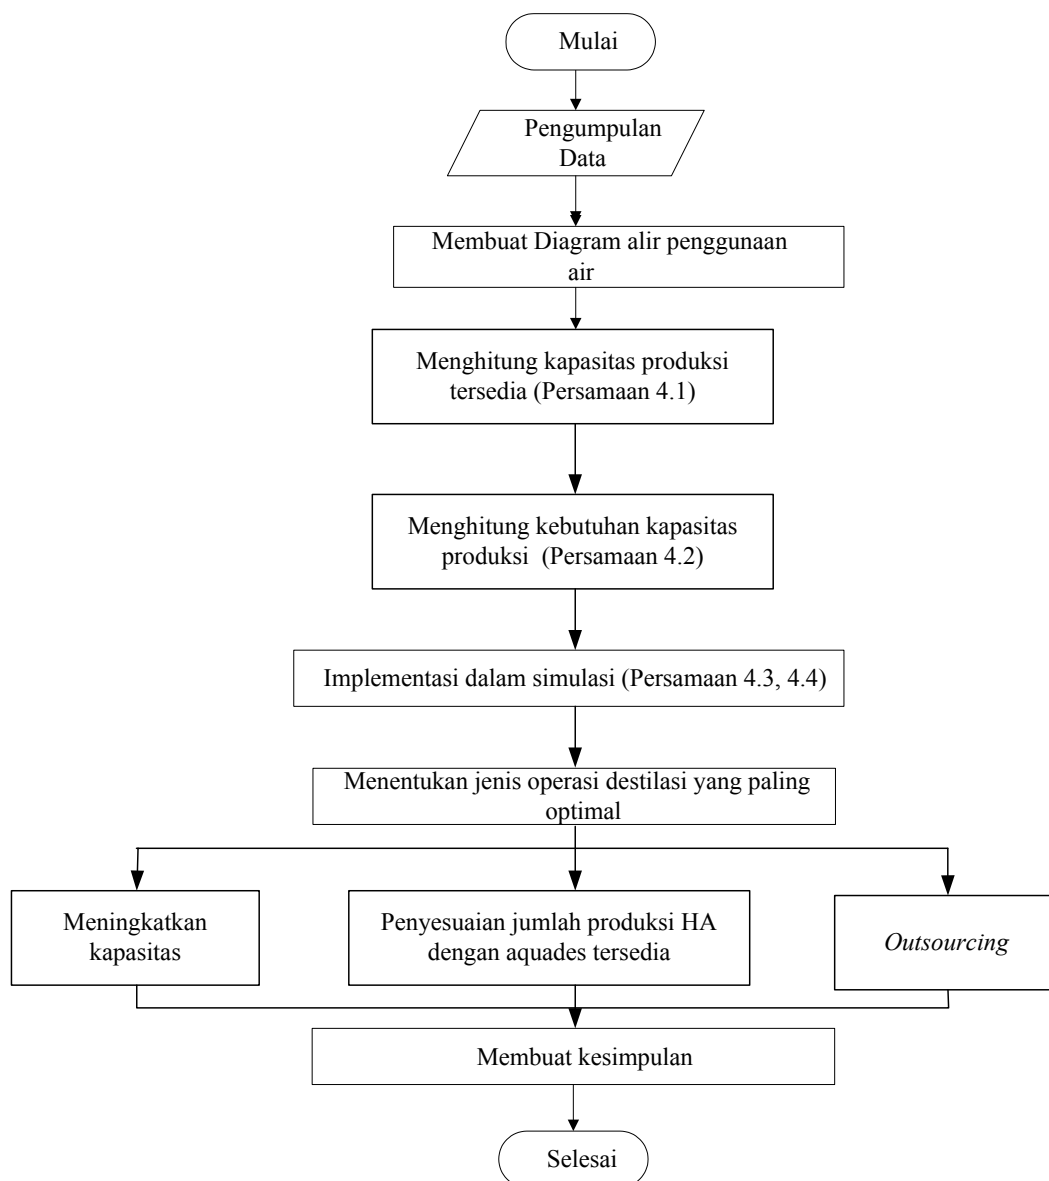 Mulai
Pengumpulan
Data
Membuat Diagram alir penggunaan
air
Menghitung kapasitas produksi
tersedia (Persamaan 4.1)
Menghitung kebutuhan kapasitas
produksi  (Persamaan 4.2)
Implementasi dalam simulasi (Persamaan 4.3, 4.4)
Menentukan jenis operasi destilasi yang paling
optimal
Meningkatkan
kapasitas
Penyesuaian jumlah produksi HA
dengan aquades tersedia
Outsourcing
Membuat kesimpulan
Selesai